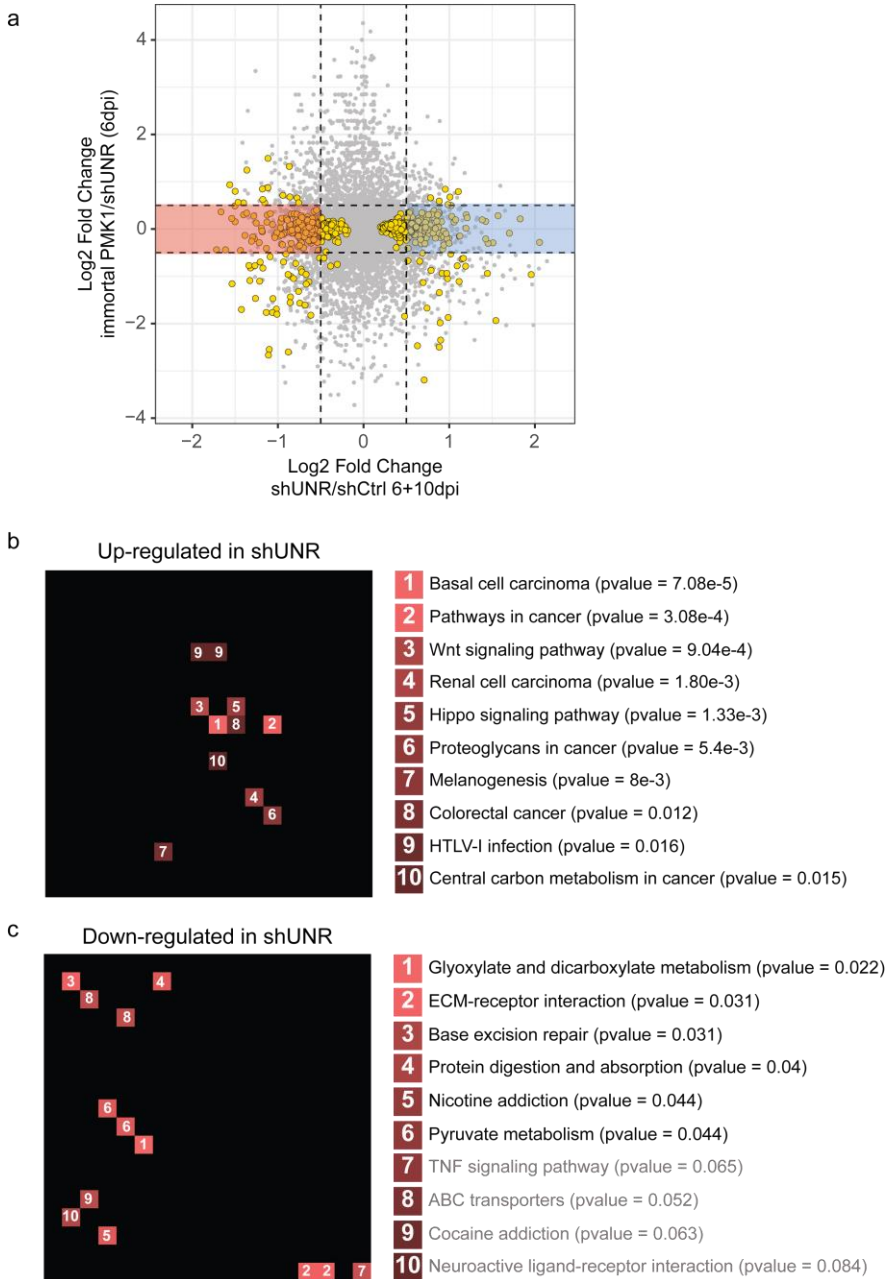 a
4
2
0
−2
−4
Log2 Fold Change
immortal PMK1/shUNR (6dpi)
−2 −1 0 1 2
Log2 Fold Change
shUNR/shCtrl 6+10dpi
b
Up-regulated in shUNR
9 9
3 5
1 8 2
10
4
6
7
1 Basal cell carcinoma (pvalue = 7.08e-5)
2 Pathways in cancer (pvalue = 3.08e-4)
3 Wnt signaling pathway (pvalue = 9.04e-4)
4 Renal cell carcinoma (pvalue = 1.80e-3)
5 Hippo signaling pathway (pvalue = 1.33e-3)
6 Proteoglycans in cancer (pvalue = 5.4e-3)
7 Melanogenesis (pvalue = 8e-3)
8 Colorectal cancer (pvalue = 0.012)
9 HTLV-I infection (pvalue = 0.016)
10 Central carbon metabolism in cancer (pvalue = 0.015)
c
Down-regulated in shUNR
3 4
8
8
6
6
1
9
10
5
2 2 7
1 Glyoxylate and dicarboxylate metabolism (pvalue = 0.022)
2 ECM-receptor interaction (pvalue = 0.031)
3 Base excision repair (pvalue = 0.031)
4 Protein digestion and absorption (pvalue = 0.04)
5 Nicotine addiction (pvalue = 0.044)
6 Pyruvate metabolism (pvalue = 0.044)
7 TNF signaling pathway (pvalue = 0.065)
8 ABC transporters (pvalue = 0.052)
9 Cocaine addiction (pvalue = 0.063)
10 Neuroactive ligand-receptor interaction (pvalue = 0.084)